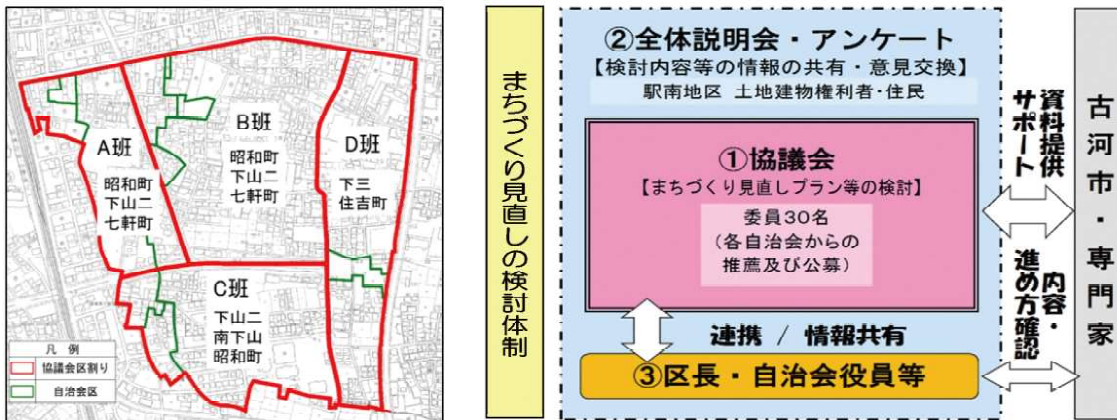 A班
昭和町
下山二
七軒町
B班
昭和町
下山二
七軒町
D班
下三
住吉町
C班
下山二
南下山
昭和町
凡 例
協議会区割り
自治会区
まちづくり見直しの検討体制
②全体説明会・アンケート
【検討内容等の情報の共有・意見交換】
駅南地区 土地建物権利者・住民
①協議会
【まちづくり見直しプラン等の検討】
委員30名
(各自治会からの
推薦及び公募)
連携 / 情報共有
③区長・自治会役員等
資料提供
サポート
内容・
進め方確認
古河市・専門家